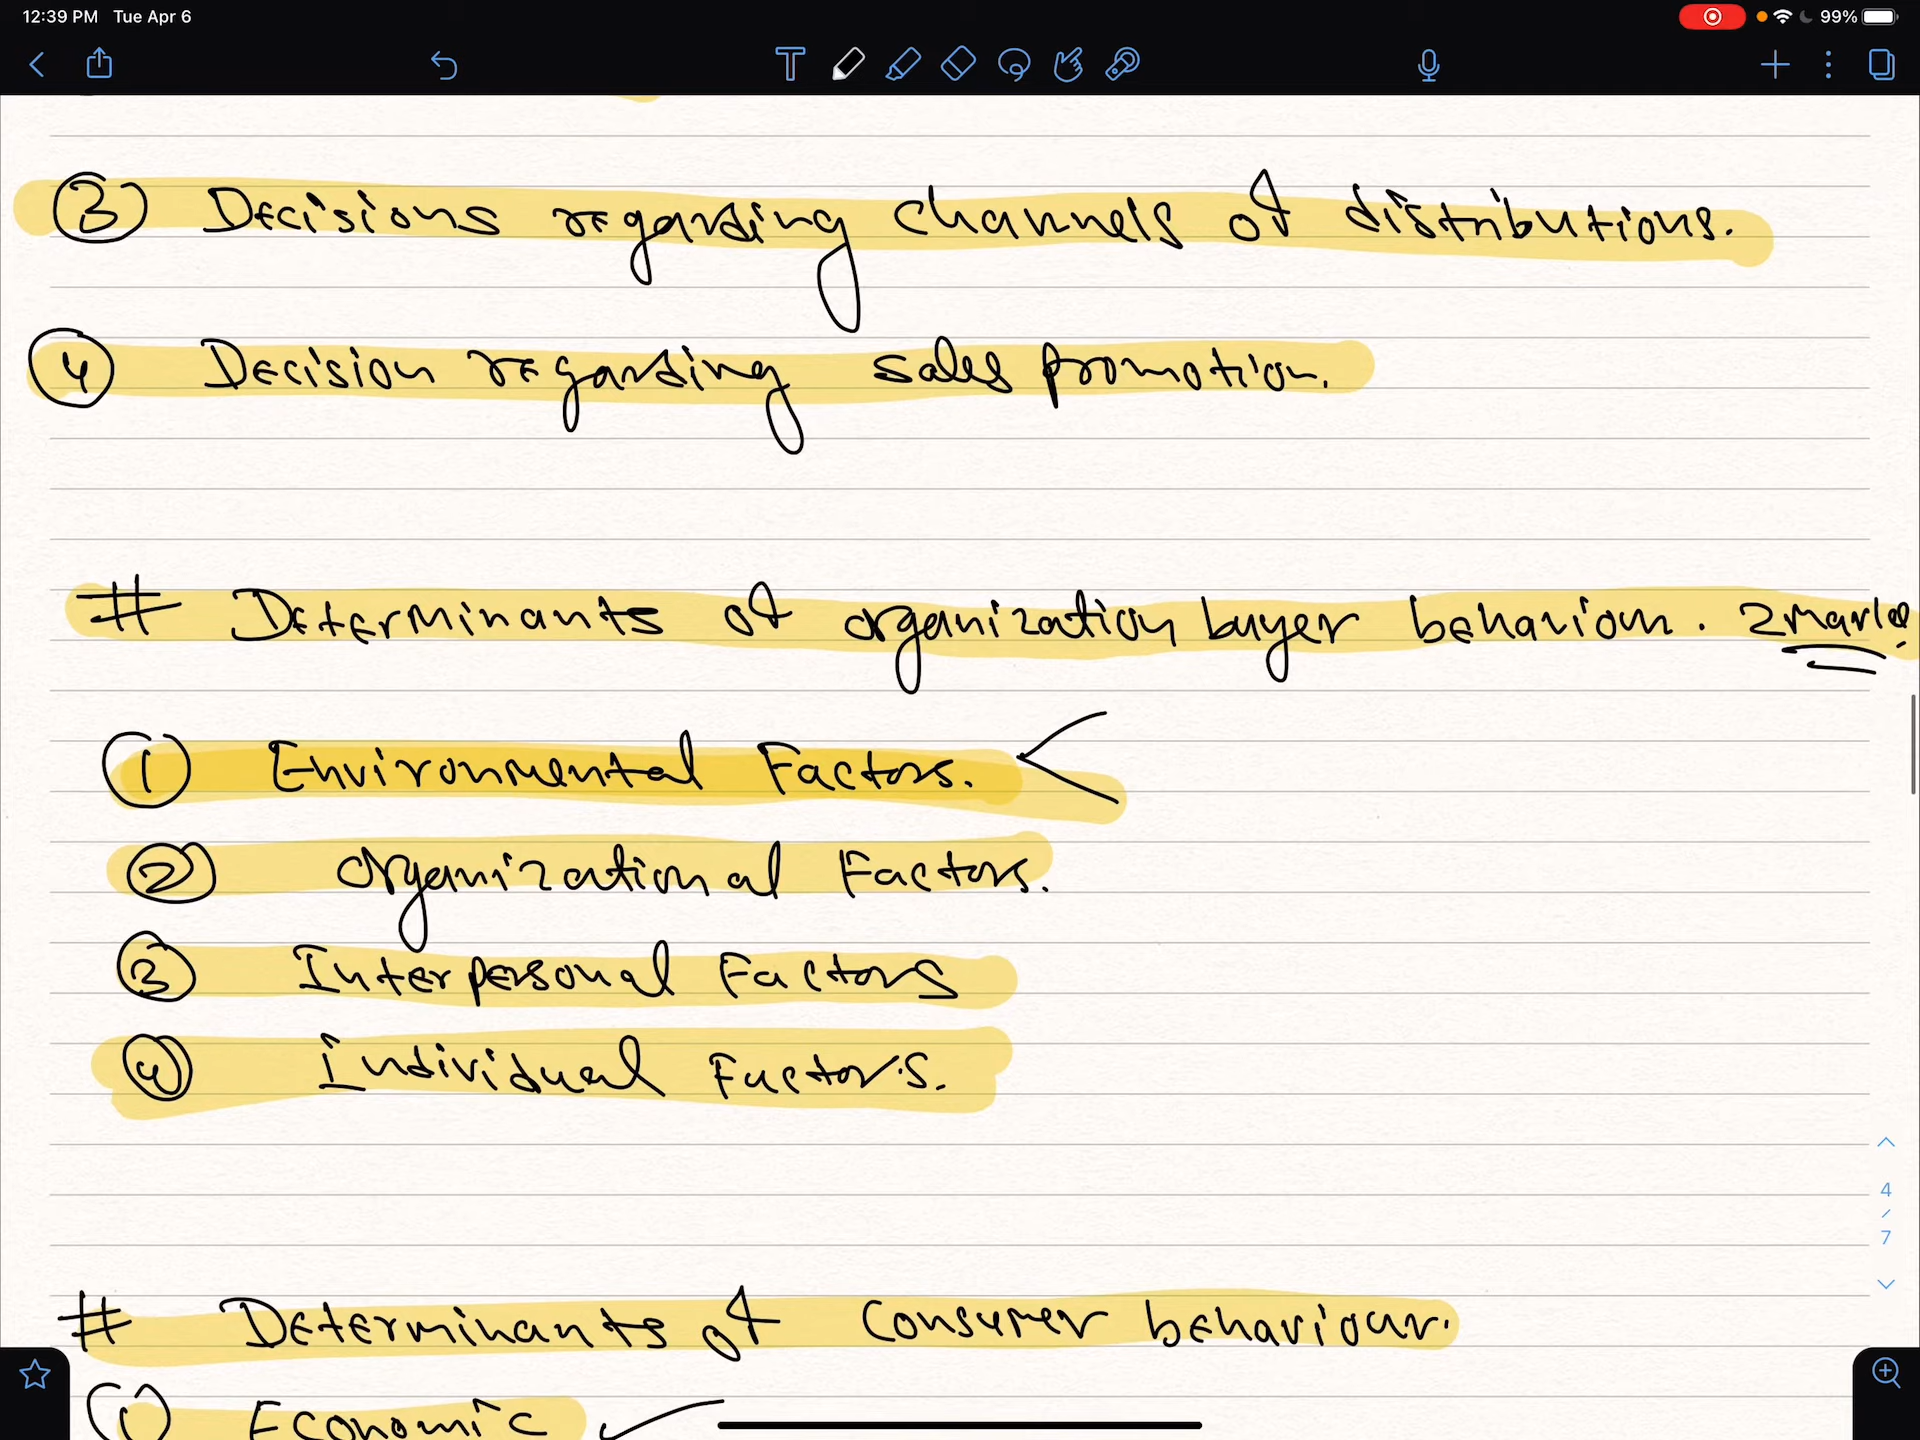 12:39 PM Tue Apr 6
99%
3 Decisions regarding channels of distributions.
4 Decision regarding sales promotion.
# Determinants of organization buyer behaviour. 2 marks
1 Environmental Factors.
2 Organizational Factors.
3 Interpersonal Factors
4 Individual Factors.
4
/
7
# Determinants of Consumer behaviour.
1 Economic